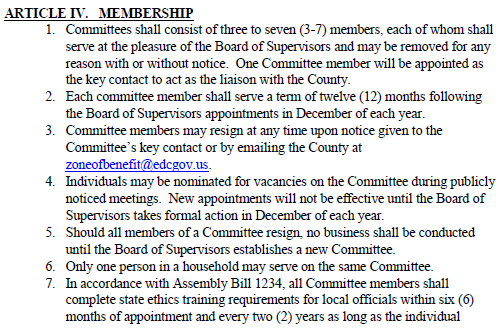 ARTICLE IV. MEMBERSHIP
1. Committees shall consist of three to seven (3-7) members, each of whom shall
serve at the pleasure of the Board of Supervisors and may be removed for any
reason with or without notice. One Committee member will be appointed as
the key contact to act as the liaison with the County.
2. Each committee member shall serve a term of twelve (12) months following
the Board of Supervisors appointments in December of each year.
3. Committee members may resign at any time upon notice given to the
Committee's key contact or by emailing the County at
zoneofbenefit@edcgov.us.
4. Individuals may be nominated for vacancies on the Committee during publicly
noticed meetings. New appointments will not be effective until the Board of
Supervisors takes formal action in December of each year.
5. Should all members of a Committee resign, no business shall be conducted
until the Board of Supervisors establishes a new Committee.
6. Only one person in a household may serve on the same Committee.
7. In accordance with Assembly Bill 1234, all Committee members shall
complete state ethics training requirements for local officials within six (6)
months of appointment and every two (2) years as long as the individual